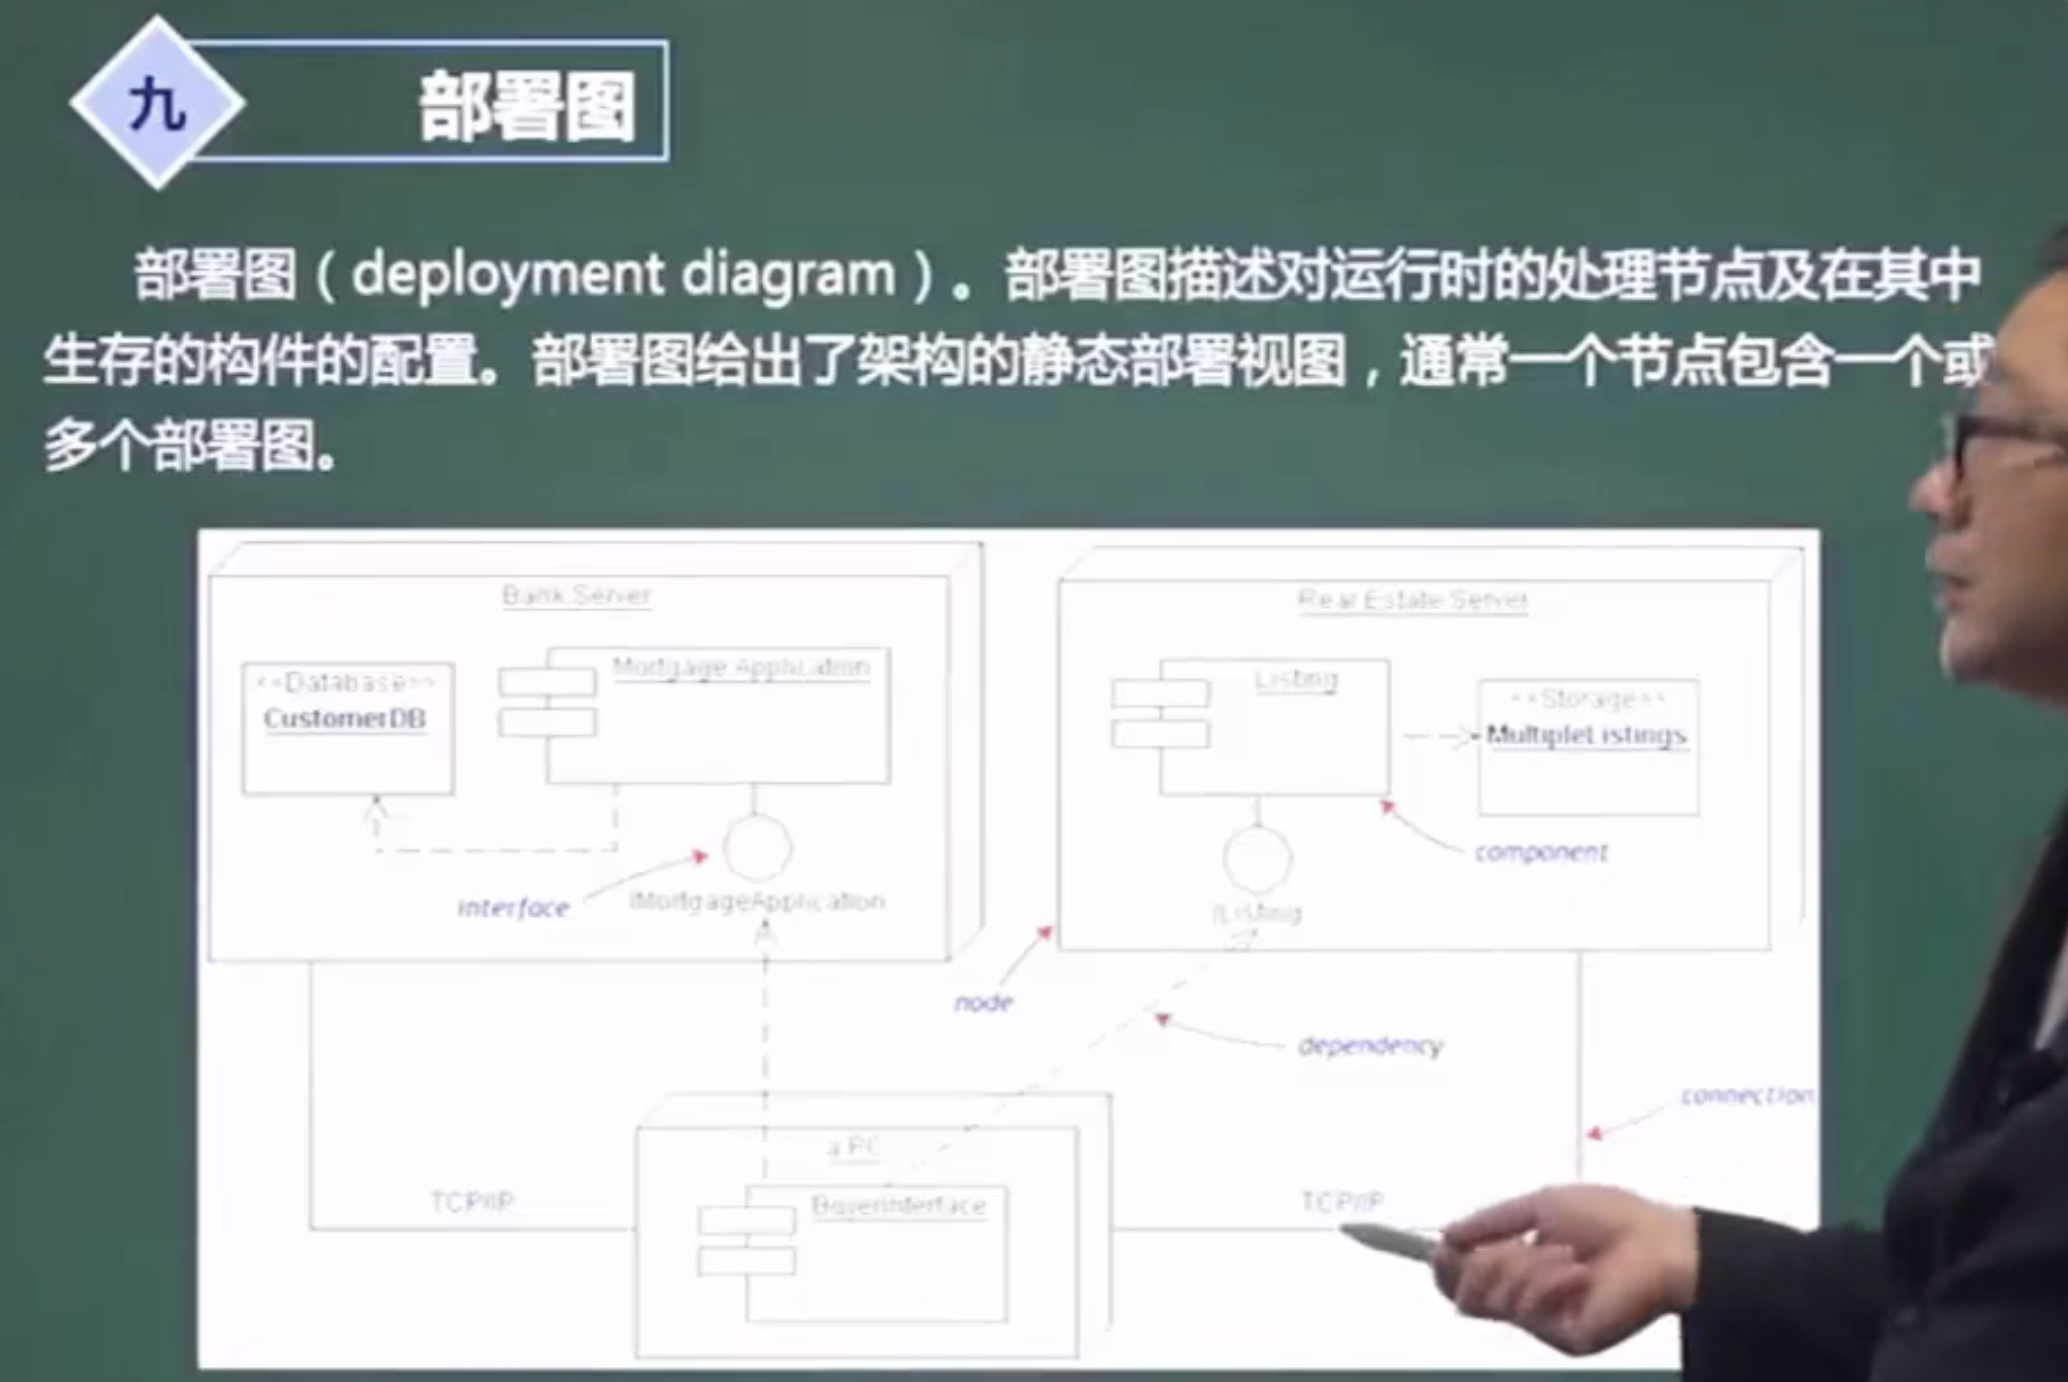 九
部署图
部署图（deployment diagram）。部署图描述对运行时的处理节点及在其中
生存的构件的配置。部署图给出了架构的静态部署视图，通常一个节点包含一个或
多个部署图。
Bank Server
Real Estate Server
<<Database>>
CustomerDB
Mortgage Application
Listing
<<Storage>>
MultipleListings
component
interface
IMortgageApplication
IListing
node
dependency
connection
a PC
TCP/IP
BuyerInterface
TCP/IP